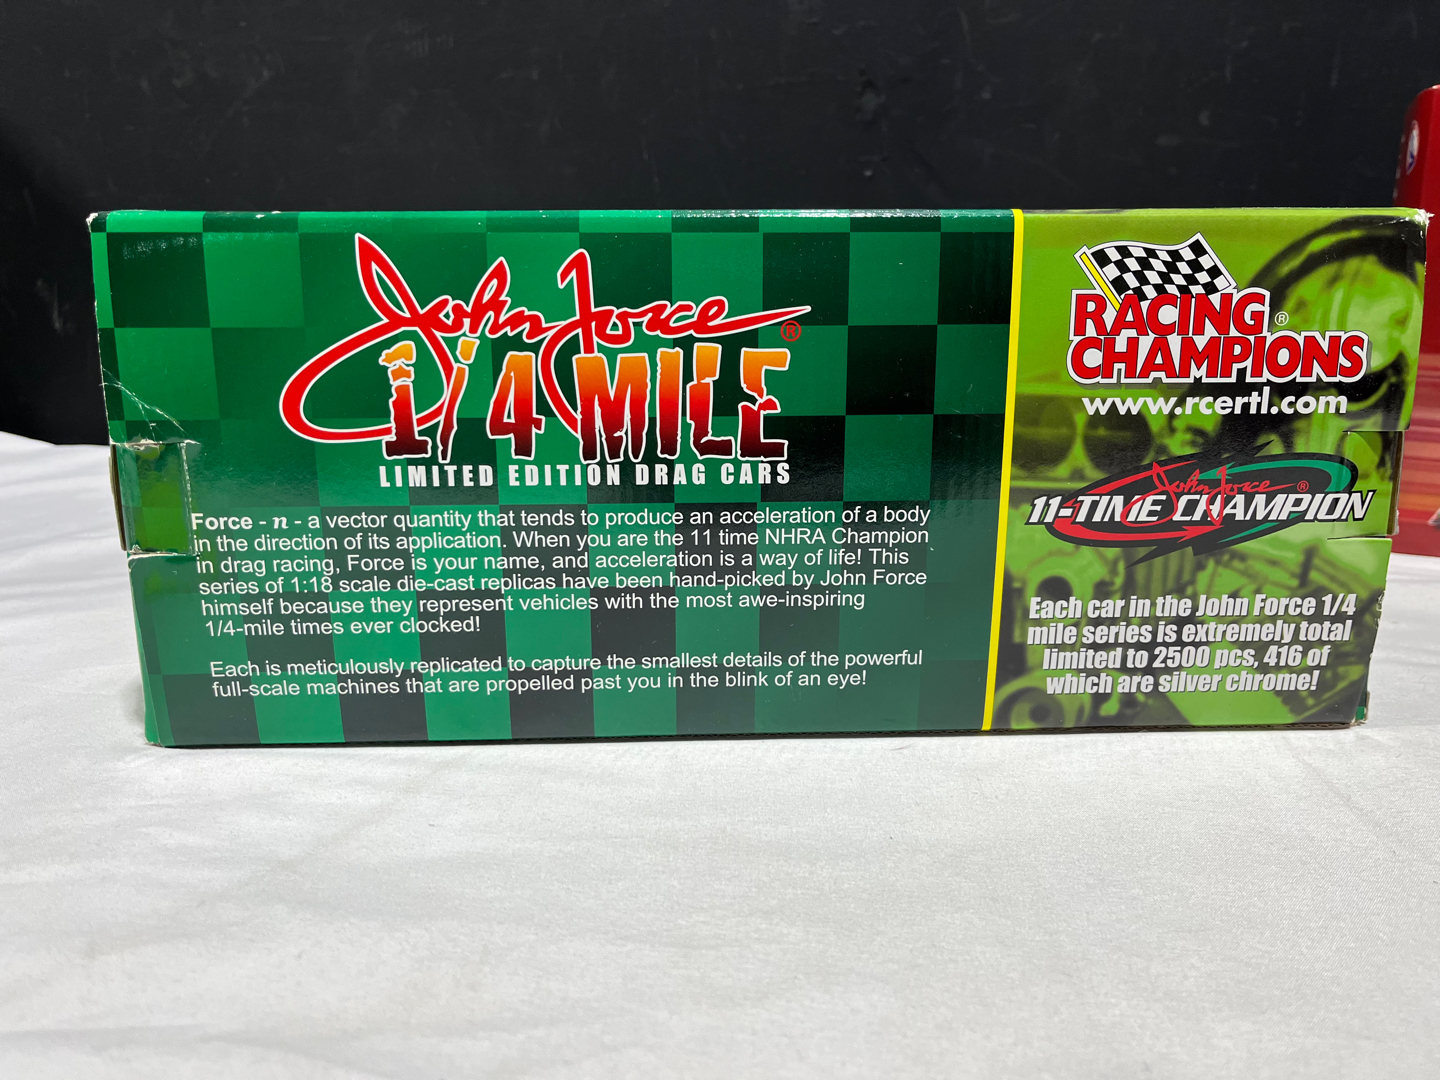 John Force ®
1/4 MILE
LIMITED EDITION DRAG CARS
Force - n - a vector quantity that tends to produce an acceleration of a body
in the direction of its application. When you are the 11 time NHRA Champion
in drag racing, Force is your name, and acceleration is a way of life! This
series of 1:18 scale die-cast replicas have been hand-picked by John Force
himself because they represent vehicles with the most awe-inspiring
1/4-mile times ever clocked!
Each is meticulously replicated to capture the smallest details of the powerful
full-scale machines that are propelled past you in the blink of an eye!
RACING ®
CHAMPIONS
www.rcertl.com
John Force ®
11-TIME CHAMPION
Each car in the John Force 1/4
mile series is extremely total
limited to 2500 pcs, 416 of
which are silver chrome!